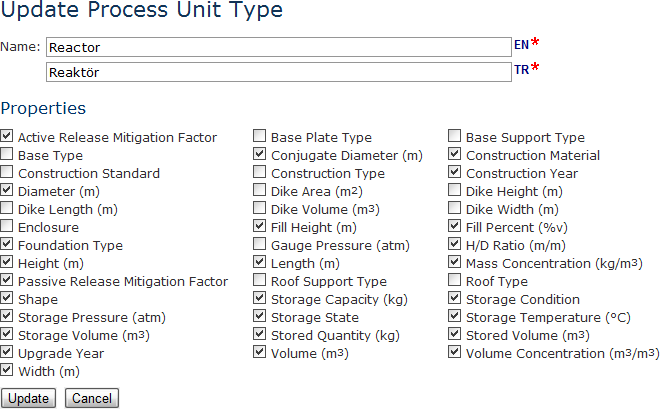 Update Process Unit Type
Name: Reactor EN*
Reaktör TR*
Properties
Active Release Mitigation Factor Base Plate Type Base Support Type
Base Type Conjugate Diameter (m) Construction Material
Construction Standard Construction Type Construction Year
Diameter (m) Dike Area (m2) Dike Height (m)
Dike Length (m) Dike Volume (m3) Dike Width (m)
Enclosure Fill Height (m) Fill Percent (%v)
Foundation Type Gauge Pressure (atm) H/D Ratio (m/m)
Height (m) Length (m) Mass Concentration (kg/m3)
Passive Release Mitigation Factor Roof Support Type Roof Type
Shape Storage Capacity (kg) Storage Condition
Storage Pressure (atm) Storage State Storage Temperature (°C)
Storage Volume (m3) Stored Quantity (kg) Stored Volume (m3)
Upgrade Year Volume (m3) Volume Concentration (m3/m3)
Width (m)
Update Cancel